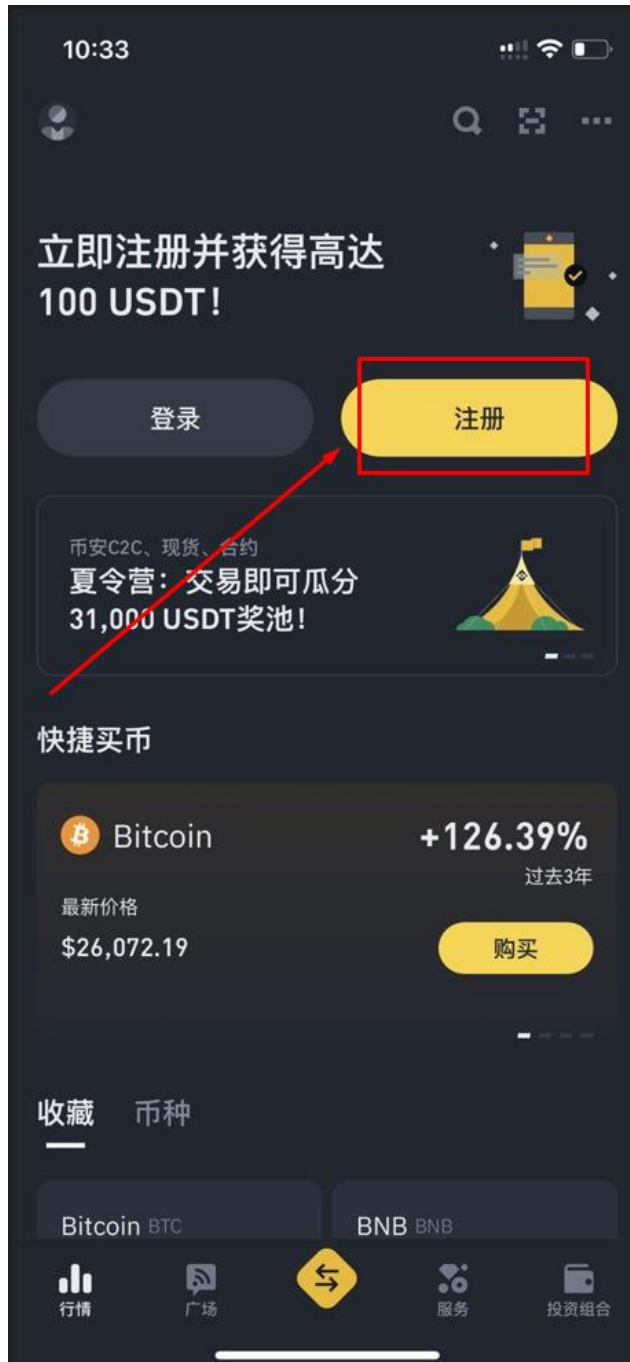 10:33
立即注册并获得高达
100 USDT！
登录
注册
币安C2C、现货、合约
夏令营：交易即可瓜分
31,000 USDT奖池！
快捷买币
Bitcoin
+126.39%
过去3年
最新价格
$26,072.19
购买
收藏 币种
Bitcoin BTC
BNB BNB
行情
广场
服务
投资组合